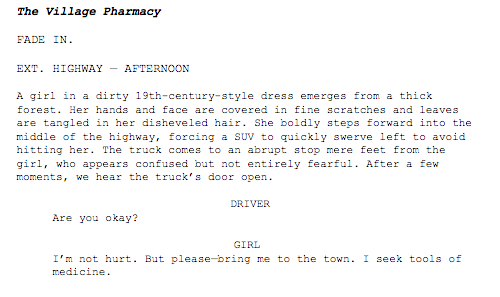 The Village Pharmacy
FADE IN.
EXT. HIGHWAY — AFTERNOON
A girl in a dirty 19th-century-style dress emerges from a thick
forest. Her hands and face are covered in fine scratches and leaves
are tangled in her disheveled hair. She boldly steps forward into the
middle of the highway, forcing a SUV to quickly swerve left to avoid
hitting her. The truck comes to an abrupt stop mere feet from the
girl, who appears confused but not entirely fearful. After a few
moments, we hear the truck’s door open.
DRIVER
Are you okay?
GIRL
I’m not hurt. But please—bring me to the town. I seek tools of
medicine.